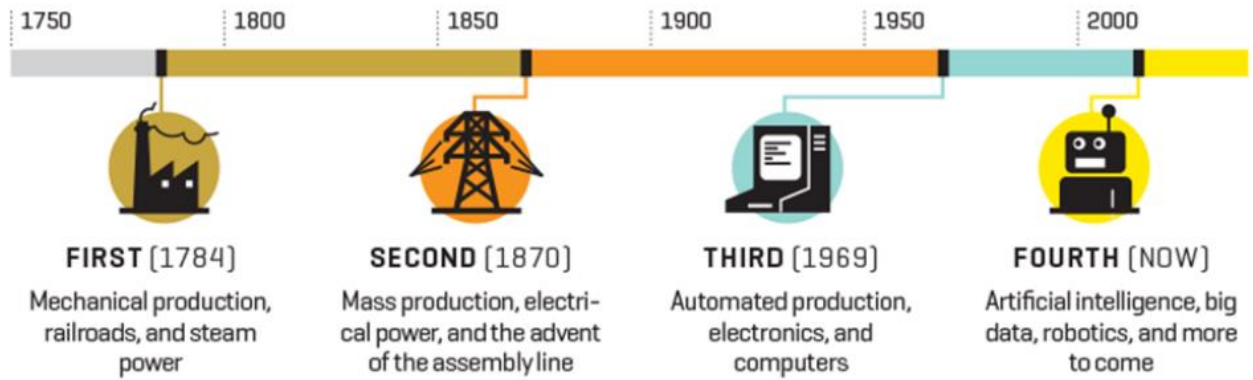 1750 1800 1850 1900 1950 2000
FIRST (1784)
Mechanical production,
railroads, and steam
power
SECOND (1870)
Mass production, electri-
cal power, and the advent
of the assembly line
THIRD (1969)
Automated production,
electronics, and
computers
FOURTH (NOW)
Artificial intelligence, big
data, robotics, and more
to come